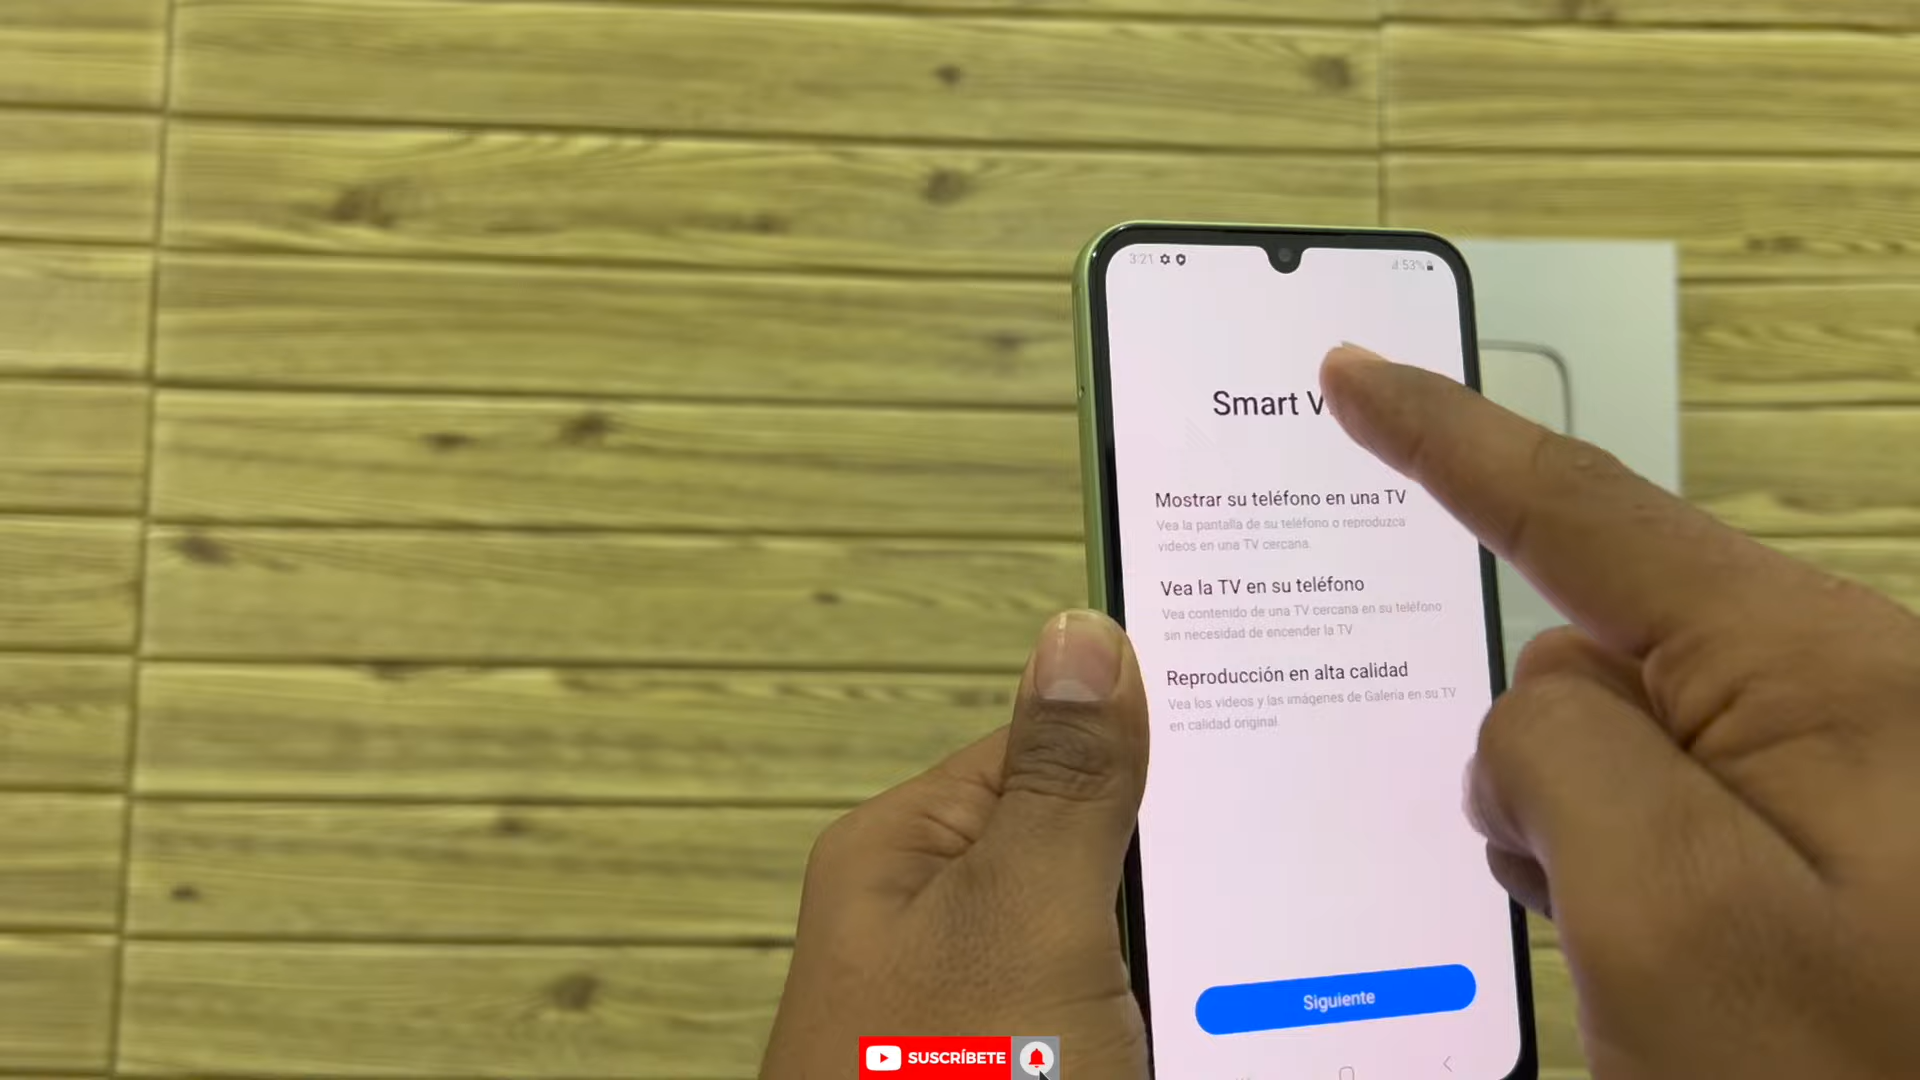 3:21
53%
Smart V
Mostrar su teléfono en una TV
Vea la pantalla de su teléfono o reproduzca
videos en una TV cercana.
Vea la TV en su teléfono
Vea contenido de una TV cercana en su teléfono
sin necesidad de encender la TV
Reproducción en alta calidad
Vea los videos y las imágenes de Galería en su TV
en calidad original.
Siguiente
SUSCRÍBETE